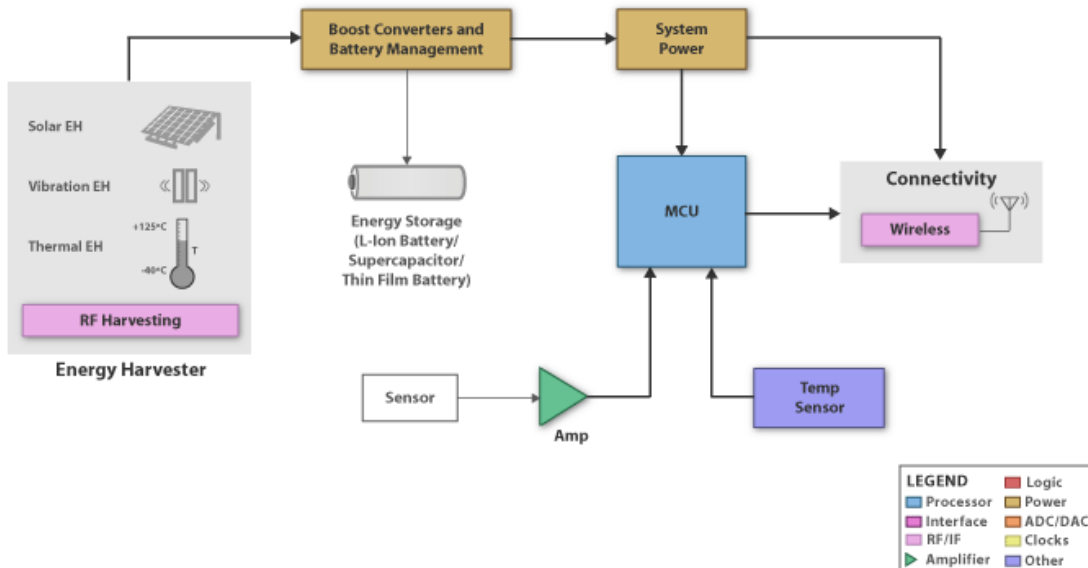 Boost Converters and
Battery Management
System
Power
Solar EH
Vibration EH
+125°C
Thermal EH
T
-40°C
RF Harvesting
Energy Harvester
Energy Storage
(L-Ion Battery/
Supercapacitor/
Thin Film Battery)
MCU
Connectivity
Wireless
Sensor
Amp
Temp
Sensor
LEGEND
Processor
Interface
RF/IF
Amplifier
Logic
Power
ADC/DAC
Clocks
Other